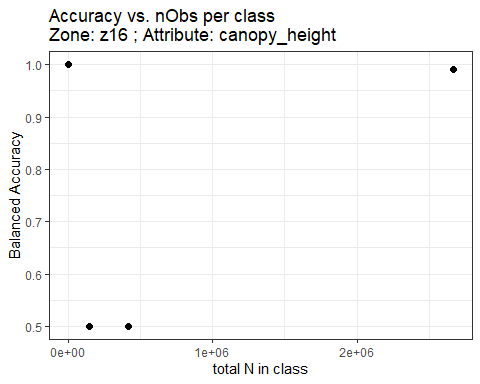 Accuracy vs. nObs per class
Zone: z16 ; Attribute: canopy_height
Balanced Accuracy
1.0
0.9
0.8
0.7
0.6
0.5
0e+00
1e+06
2e+06
total N in class